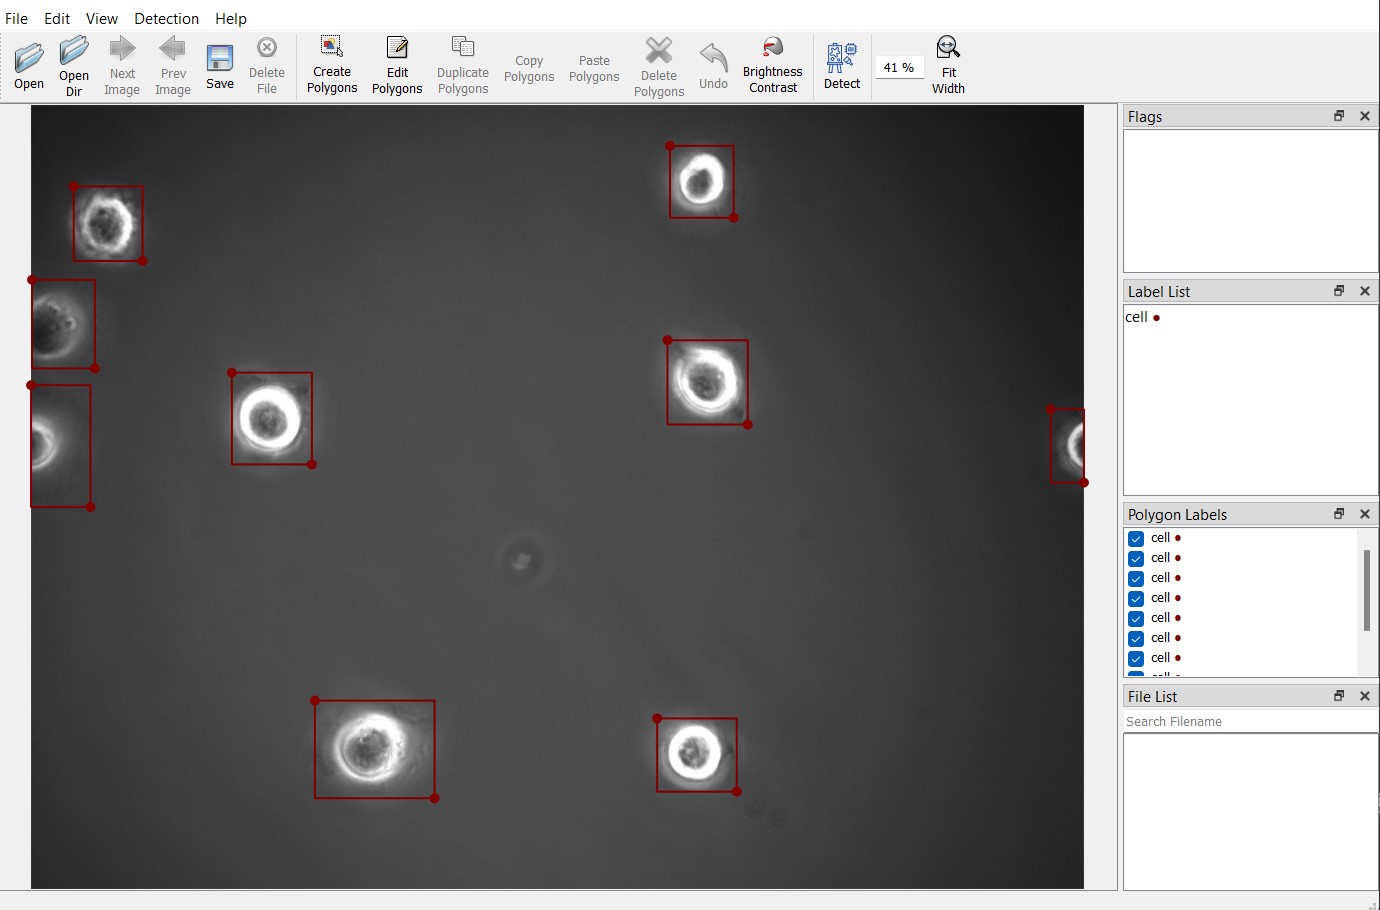 File Edit View Detection Help
Open
Open
Dir
Next
Image
Prev
Image
Save
Delete
File
Create
Polygons
Edit
Polygons
Duplicate
Polygons
Copy
Polygons
Paste
Polygons
Delete
Polygons
Undo
Brightness
Contrast
Detect
41 %
Fit
Width
Flags
Label List
cell
Polygon Labels
cell
cell
cell
cell
cell
cell
cell
File List
Search Filename